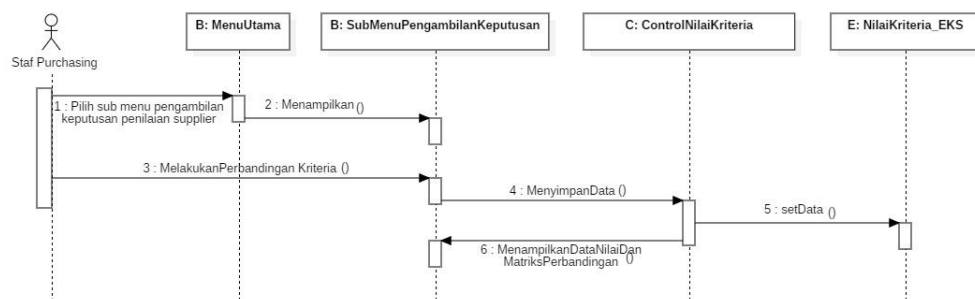 B: MenuUtama
B: SubMenuPengambilanKeputusan
C: ControlNilaiKriteria
E: NilaiKriteria_EKS
Staf Purchasing
1 : Pilih sub menu pengambilan
keputusan penilaian supplier
2 : Menampilkan ()
3 : MelakukanPerbandingan Kriteria ()
4 : MenyimpanData ()
5 : setData ()
6 : MenampilkanDataNilaiDan
MatriksPerbandingan ()